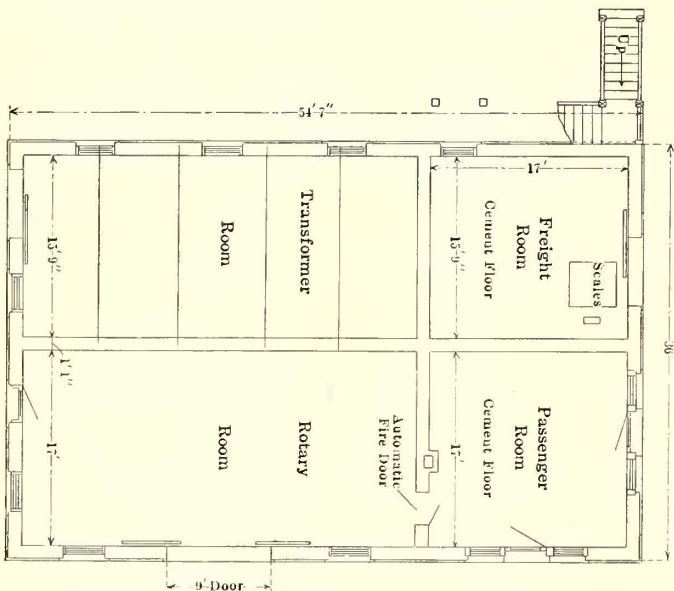 Up
54'7"
36'
17'
Freight
Room
Cement Floor
15'9"
Scales
Transformer
Room
15'9"
1'1"
17'
Rotary
Room
Automatic
Fire Door
17'
Passenger
Room
Cement Floor
9' Door